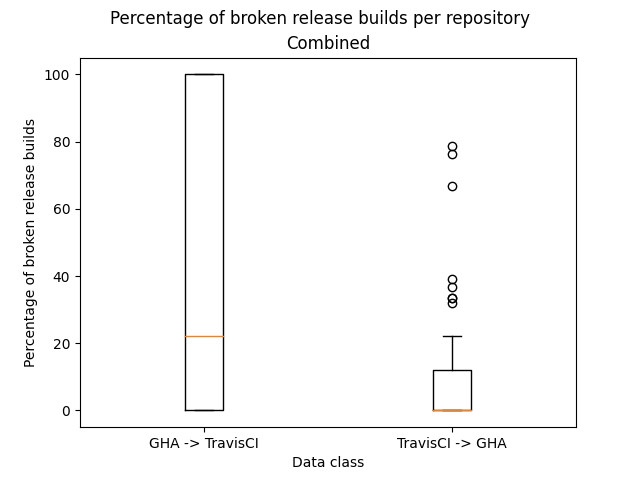 Percentage of broken release builds per repository
Combined
Percentage of broken release builds
100
80
60
40
20
0
GHA -> TravisCI
TravisCI -> GHA
Data class